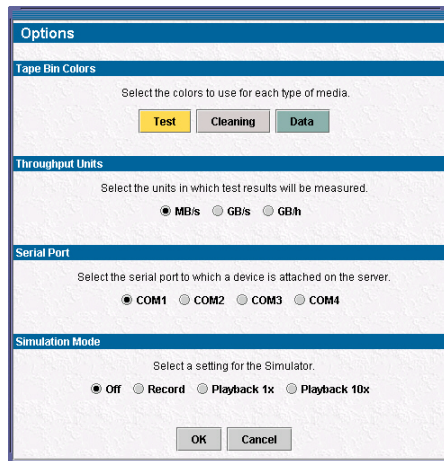 Options
Tape Bin Colors
Select the colors to use for each type of media.
Test Cleaning Data
Throughput Units
Select the units in which test results will be measured.
MB/s GB/s GB/h
Serial Port
Select the serial port to which a device is attached on the server.
COM1 COM2 COM3 COM4
Simulation Mode
Select a setting for the Simulator.
Off Record Playback 1x Playback 10x
OK Cancel